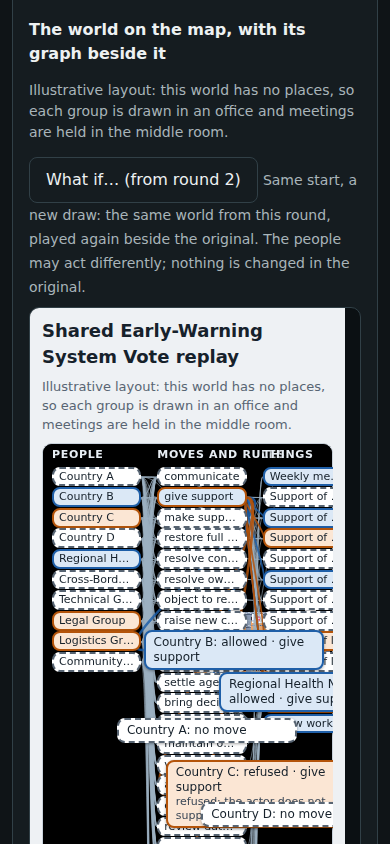 The world on the map, with its
graph beside it
Illustrative layout: this world has no places, so
each group is drawn in an office and meetings
are held in the middle room.
What if… (from round 2) Same start, a
new draw: the same world from this round,
played again beside the original. The people
may act differently; nothing is changed in the
original.
Shared Early-Warning
System Vote replay
Illustrative layout: this world has no places,
so each group is drawn in an office and
meetings are held in the middle room.
PEOPLE
MOVES AND
THINGS
Country A
communicate
Weekly me…
Country B
give support
Support of …
Country C
make supp…
Support of …
Country D
restore full …
Support of …
Regional H…
resolve con…
Support of …
Cross-Bord…
resolve ow…
Support of …
Technical G…
object to re…
Support of …
Legal Group
raise new c…
Support of …
Logistics Gr…
Community…
Country B: allowed · give
support
settle age
Regional Health N
allowed · give sup
bring deci
Country A: no move
work
Country C: refused · give
support
refused: the actor does not
supp
Country D: no move